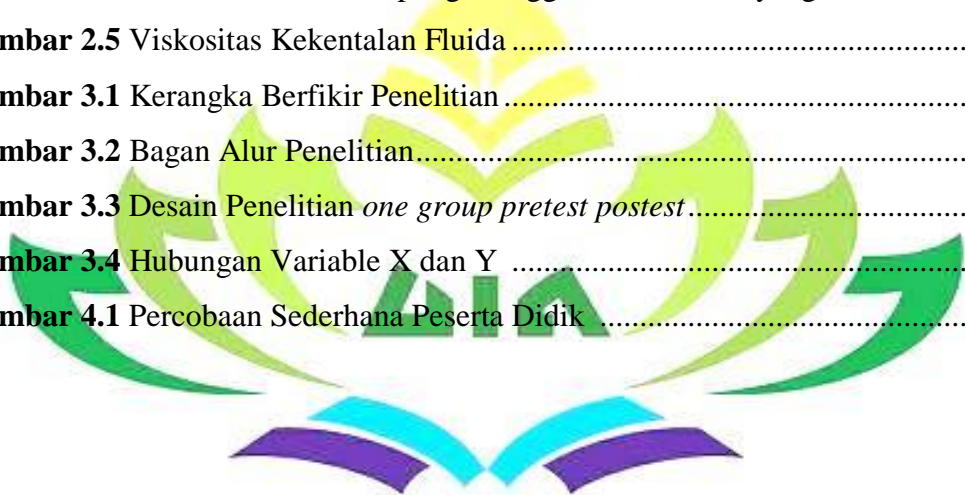 mbar 2.5 Viskositas Kekentalan Fluida ........................................................
mbar 3.1 Kerangka Berfikir Penelitian .........................................................
mbar 3.2 Bagan Alur Penelitian....................................................................
mbar 3.3 Desain Penelitian one group pretest postest..................................
mbar 3.4 Hubungan Variable X dan Y ........................................................
mbar 4.1 Percobaan Sederhana Peserta Didik .............................................